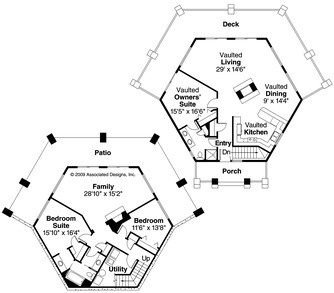 Deck
Vaulted
Living
29' x 14'6"
Vaulted
Dining
9' x 14'4"
Vaulted
Owners'
Suite
15'5" x 16'6"
Vaulted
Kitchen
Entry
Dn
Porch
Patio
© 2009 Associated Designs, Inc.
Family
28'10" x 15'2"
Bedroom
Suite
15'10" x 16'4"
Bedroom
11'6" x 13'8"
Utility
Up